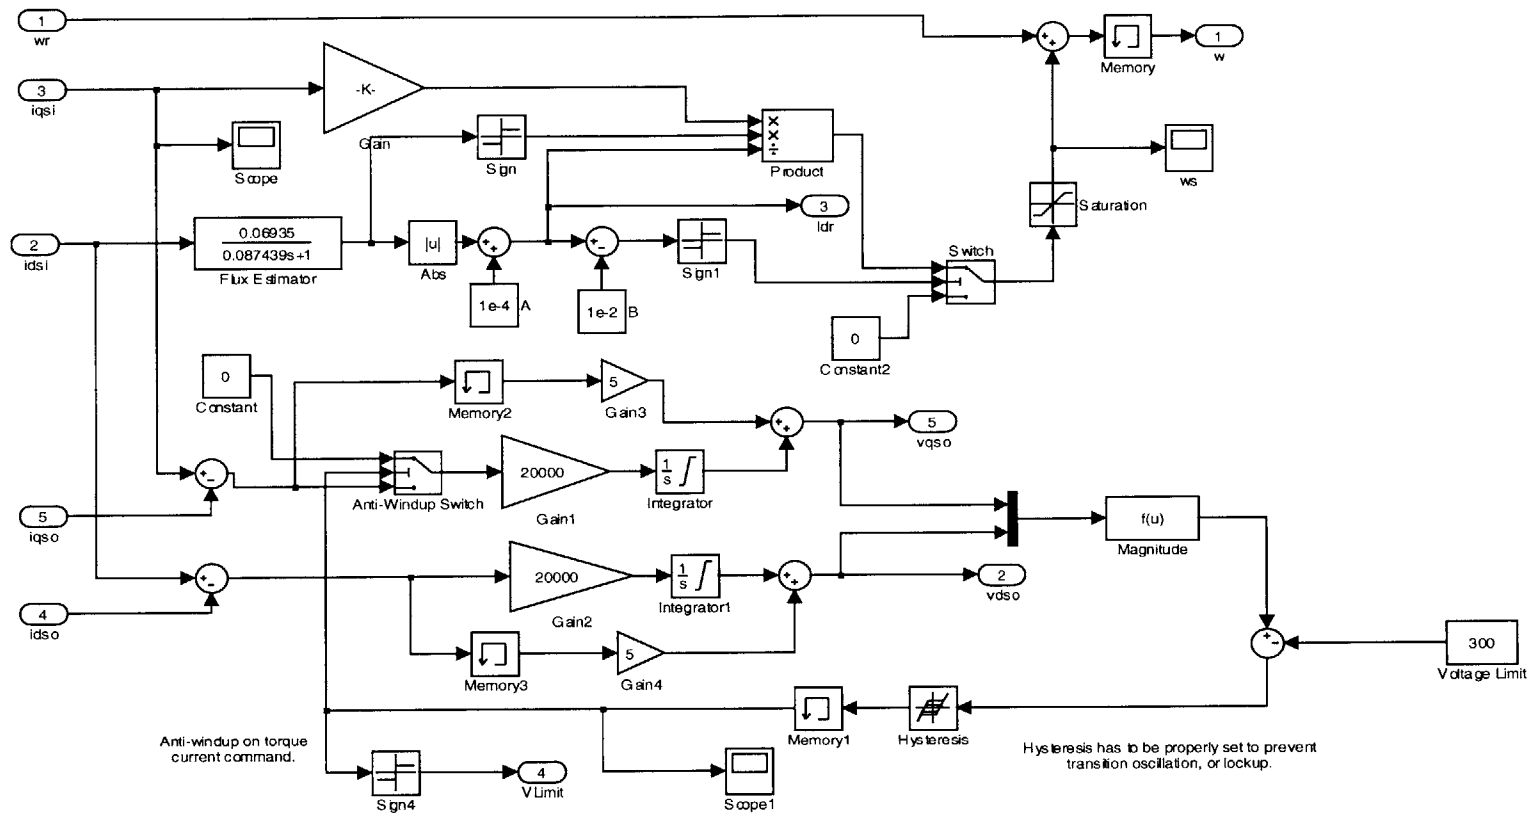 1
wr
3
iqsi
-K-
Gain
Scope
Sign
×
×
÷
Product
+
+
Memory
1
w
ws
Saturation
2
idsi
0.06935
0.087439s+1
Flux Estimator
|u|
Abs
+
+
1e-4
A
+
-
1e-2
B
Sign1
3
Idr
Switch
0
Constant2
0
Constant
Memory2
5
Gain3
+
+
5
vqso
+
-
5
iqso
Anti-Windup Switch
20000
Gain1
1
s
Integrator
f(u)
Magnitude
+
-
4
idso
20000
Gain2
1
s
Integrator1
+
+
2
vdso
Memory3
5
Gain4
+
-
300
Voltage Limit
Memory1
Hysteresis
Anti-windup on torque
current command.
Sign4
4
VLimit
Scope1
Hysteresis has to be properly set to prevent
transition oscillation, or lockup.